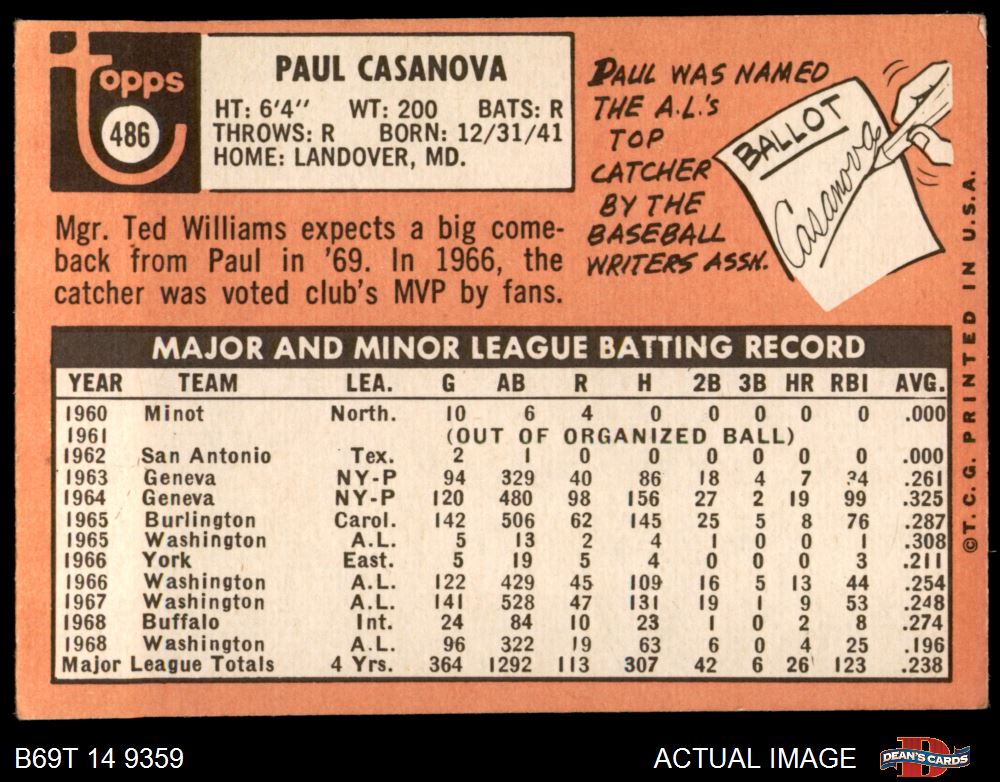 Topps
486
PAUL CASANOVA
HT: 6'4" WT: 200 BATS: R
THROWS: R BORN: 12/31/41
HOME: LANDOVER, MD.
PAUL WAS NAMED
THE A.L.'s
TOP
CATCHER
BY THE
BASEBALL
WRITERS ASSN.
BALLOT
Casanova
Mgr. Ted Williams expects a big come-
back from Paul in '69. In 1966, the
catcher was voted club's MVP by fans.
MAJOR AND MINOR LEAGUE BATTING RECORD
YEAR TEAM LEA. G AB R H 2B 3B HR RBI AVG.
1960 Minot North. 10 6 4 0 0 0 0 0 .000
1961 (OUT OF ORGANIZED BALL)
1962 San Antonio Tex. 2 1 0 0 0 0 0 0 .000
1963 Geneva NY-P 94 329 40 86 18 4 7 34 .261
1964 Geneva NY-P 120 480 98 156 27 2 19 99 .325
1965 Burlington Carol. 142 506 62 145 25 5 8 76 .287
1965 Washington A.L. 5 13 2 4 1 0 0 1 .308
1966 York East. 5 19 5 4 0 0 0 3 .211
1966 Washington A.L. 122 429 45 109 16 5 13 44 .254
1967 Washington A.L. 141 528 47 131 19 1 9 53 .248
1968 Buffalo Int. 24 84 10 23 1 0 2 8 .274
1968 Washington A.L. 96 322 19 63 6 0 4 25 .196
Major League Totals 4 Yrs. 364 1292 113 307 42 6 26 123 .238
©T.C.G. PRINTED IN U.S.A.
B69T 14 9359
ACTUAL IMAGE
DEAN'S CARDS